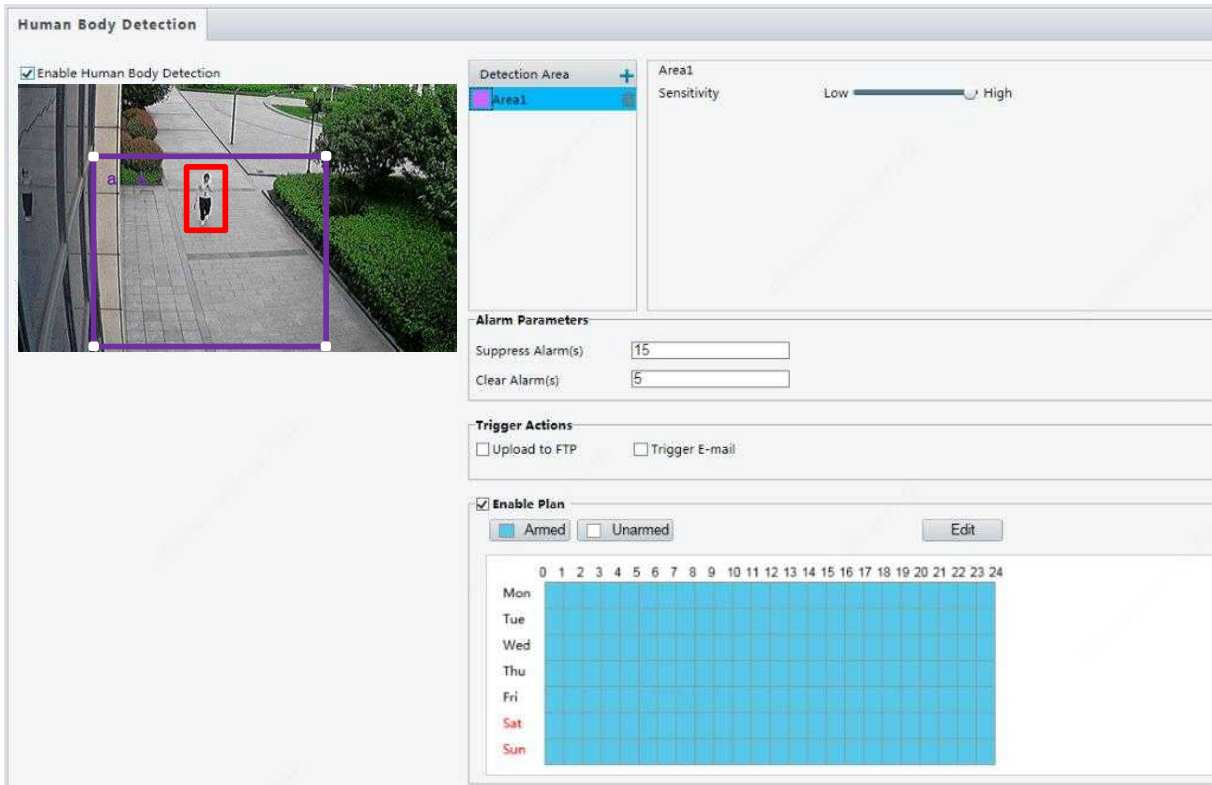 Human Body Detection
Enable Human Body Detection
Detection Area
Area1
Area1
Sensitivity Low High
Alarm Parameters
Suppress Alarm(s) 15
Clear Alarm(s) 5
Trigger Actions
Upload to FTP Trigger E-mail
Enable Plan
Armed Unarmed Edit
0 1 2 3 4 5 6 7 8 9 10 11 12 13 14 15 16 17 18 19 20 21 22 23 24
Mon
Tue
Wed
Thu
Fri
Sat
Sun